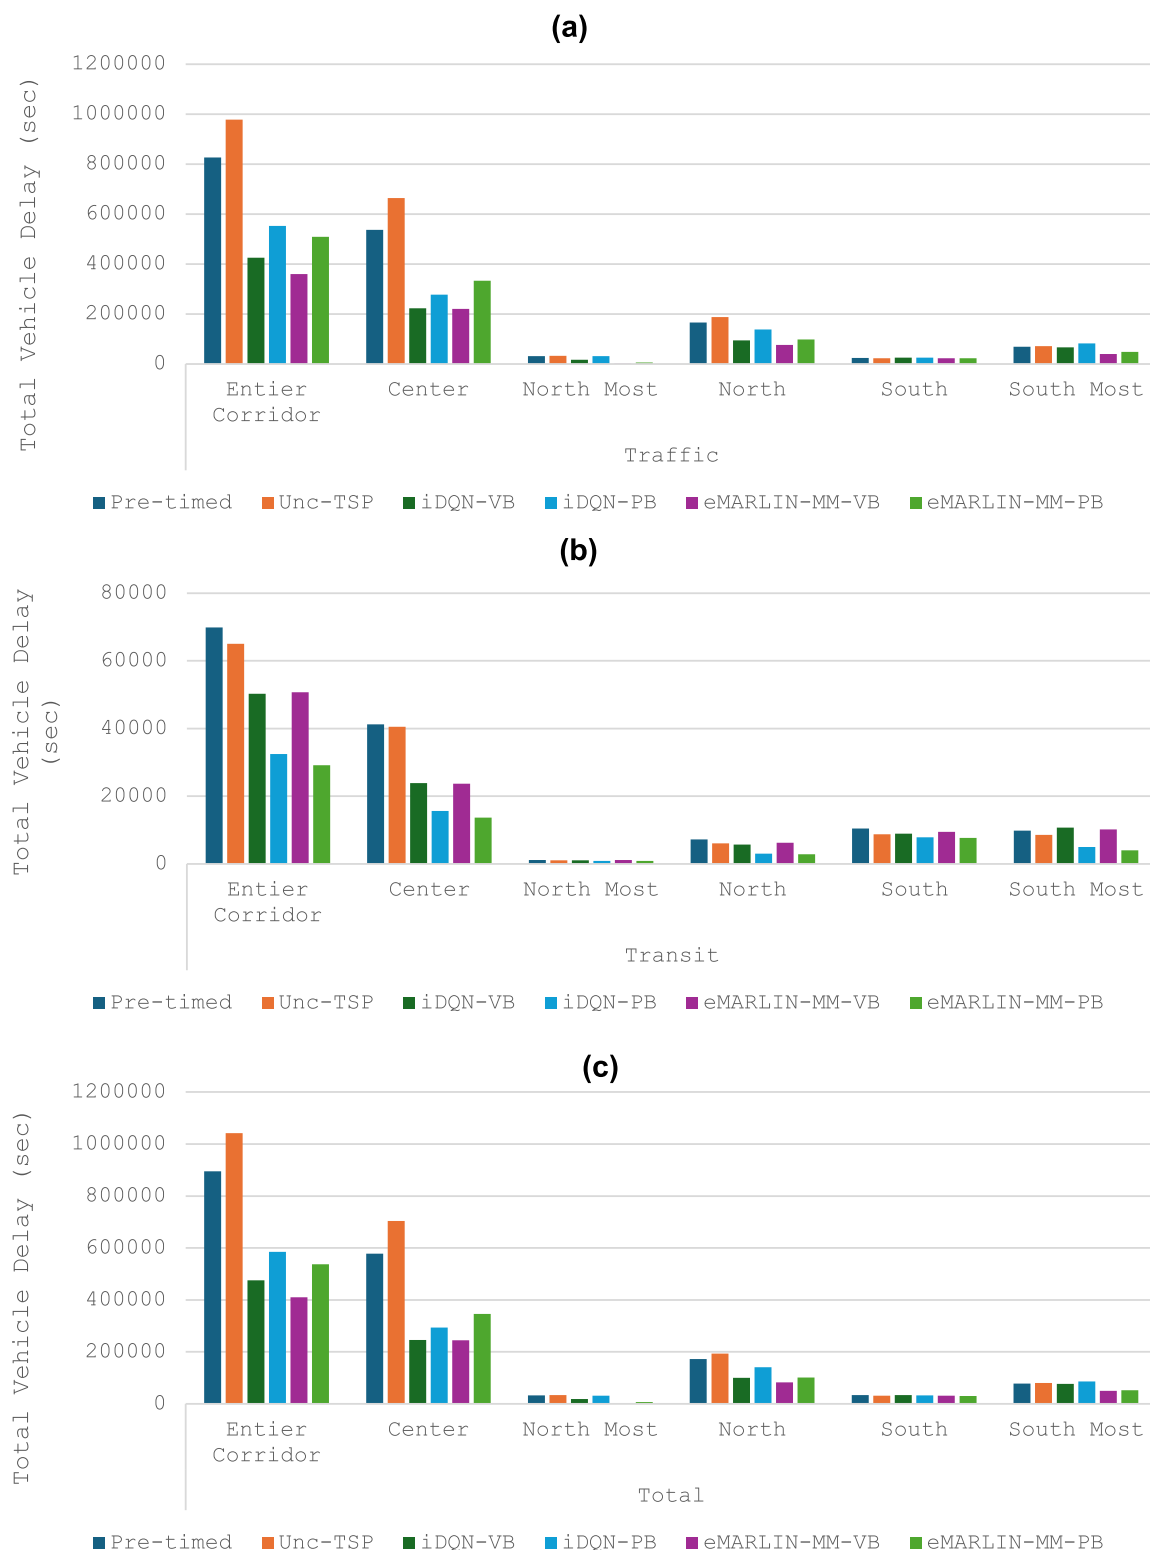 (a)
Total Vehicle Delay (sec)
1200000
1000000
800000
600000
400000
200000
0
Entier Corridor
Center
North Most
North
South
South Most
Traffic
Pre-timed Unc-TSP iDQN-VB iDQN-PB eMARLIN-MM-VB eMARLIN-MM-PB
(b)
Total Vehicle Delay
(sec)
80000
60000
40000
20000
0
Entier Corridor
Center
North Most
North
South
South Most
Transit
Pre-timed Unc-TSP iDQN-VB iDQN-PB eMARLIN-MM-VB eMARLIN-MM-PB
(c)
Total Vehicle Delay (sec)
1200000
1000000
800000
600000
400000
200000
0
Entier Corridor
Center
North Most
North
South
South Most
Total
Pre-timed Unc-TSP iDQN-VB iDQN-PB eMARLIN-MM-VB eMARLIN-MM-PB